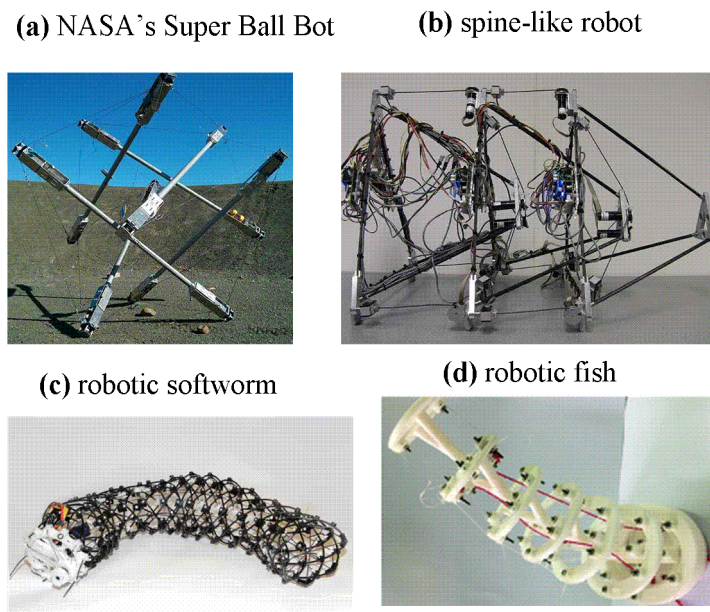 (a) NASA's Super Ball Bot
(b) spine-like robot
(c) robotic softworm
(d) robotic fish